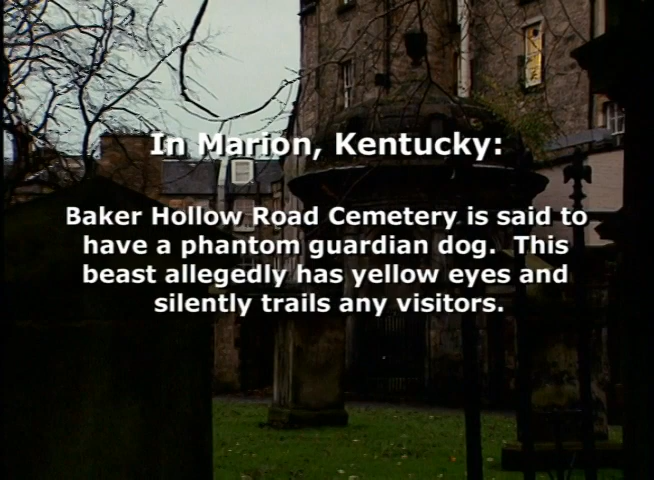 In Marion, Kentucky:
Baker Hollow Road Cemetery is said to
have a phantom guardian dog.  This
beast allegedly has yellow eyes and
silently trails any visitors.